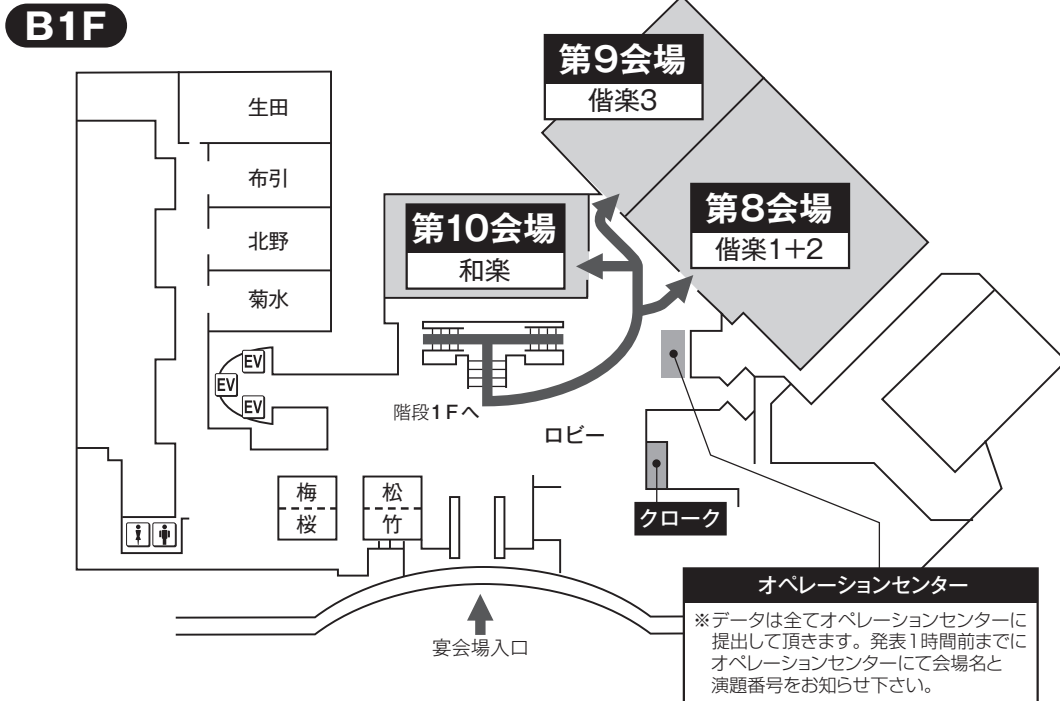 B1F
第9会場
偕楽3
生田
布引
第8会場
偕楽1+2
第10会場
和楽
北野
菊水
EV
EV
EV
階段1Fへ
ロビー
梅
桜
松
竹
クローク
宴会場入口
オペレーションセンター
※データは全てオペレーションセンターに
提出して頂きます。発表1時間前までに
オペレーションセンターにて会場名と
演題番号をお知らせ下さい。